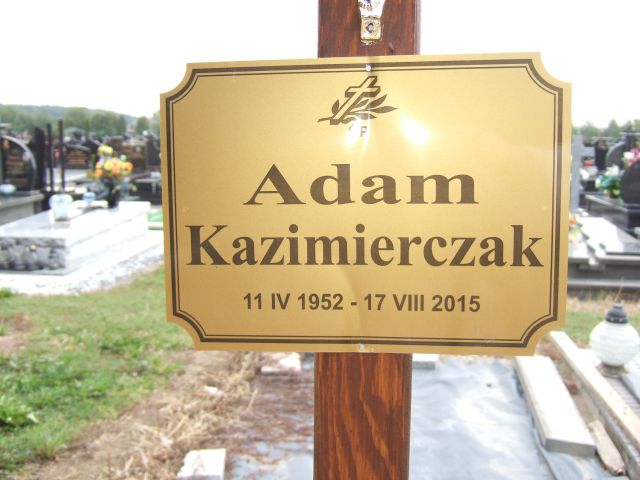 Ś P
Adam
Kazimierczak
11 IV 1952 - 17 VIII 2015